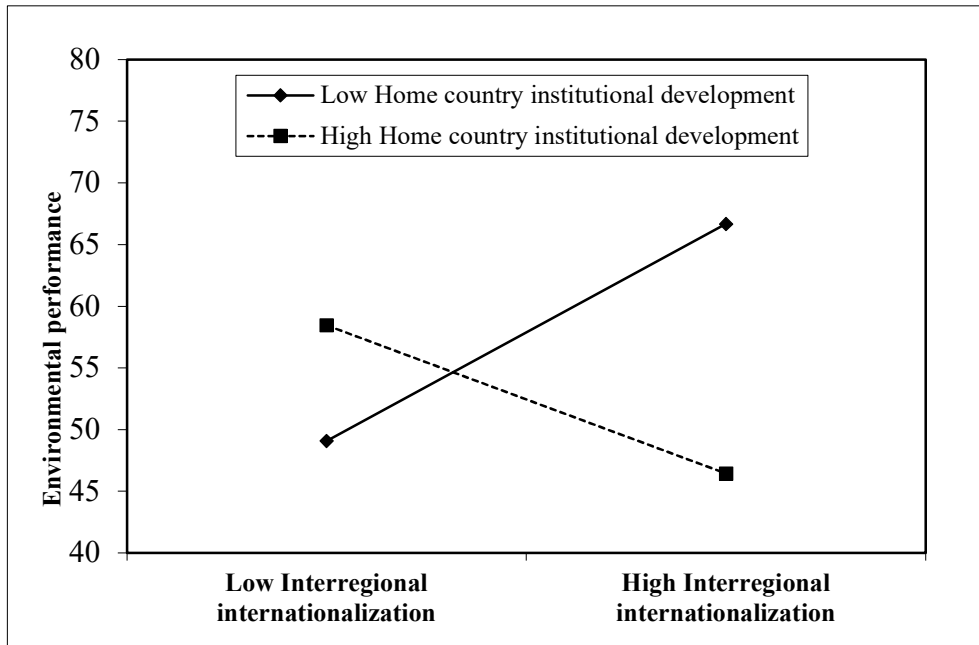 80
75
70
65
60
55
50
45
40
Environmental performance
Low Home country institutional development
High Home country institutional development
Low Interregional
internationalization
High Interregional
internationalization